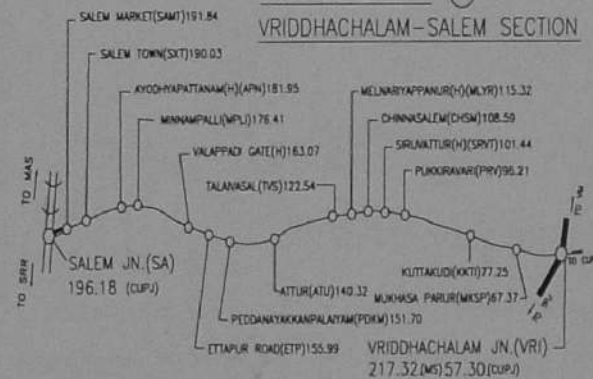 VRIDDHACHALAM-SALEM SECTION
SALEM MARKET(SAMT)191.84
SALEM TOWN(SXT)190.03
AYODHYAPATTANAM(H)(APN)181.95
MINNAMPALLI(MPLI)176.41
VALAPPADI GATE(H)163.07
TALAIVASAL(TVS)122.54
MELNARIYAPPANUR(H)(MLYR)115.32
CHINNASALEM(CHSM)108.59
SIRUVATTUR(H)(SRVT)101.44
PUKKIRAVARI(PRV)95.21
TO MAS
TO SRR
SALEM JN.(SA)
196.18 (CUPJ)
ATTUR(ATU)140.32
PEDDANAYAKKANPALAIYAM(PDKM)151.70
ETTAPUR ROAD(ETP)155.99
KUTTAKUDI(KKTI)77.25
MUKHASA PARUR(MKSP)67.37
VRIDDHACHALAM JN.(VRI)
217.32(MS)57.30(CUPJ)